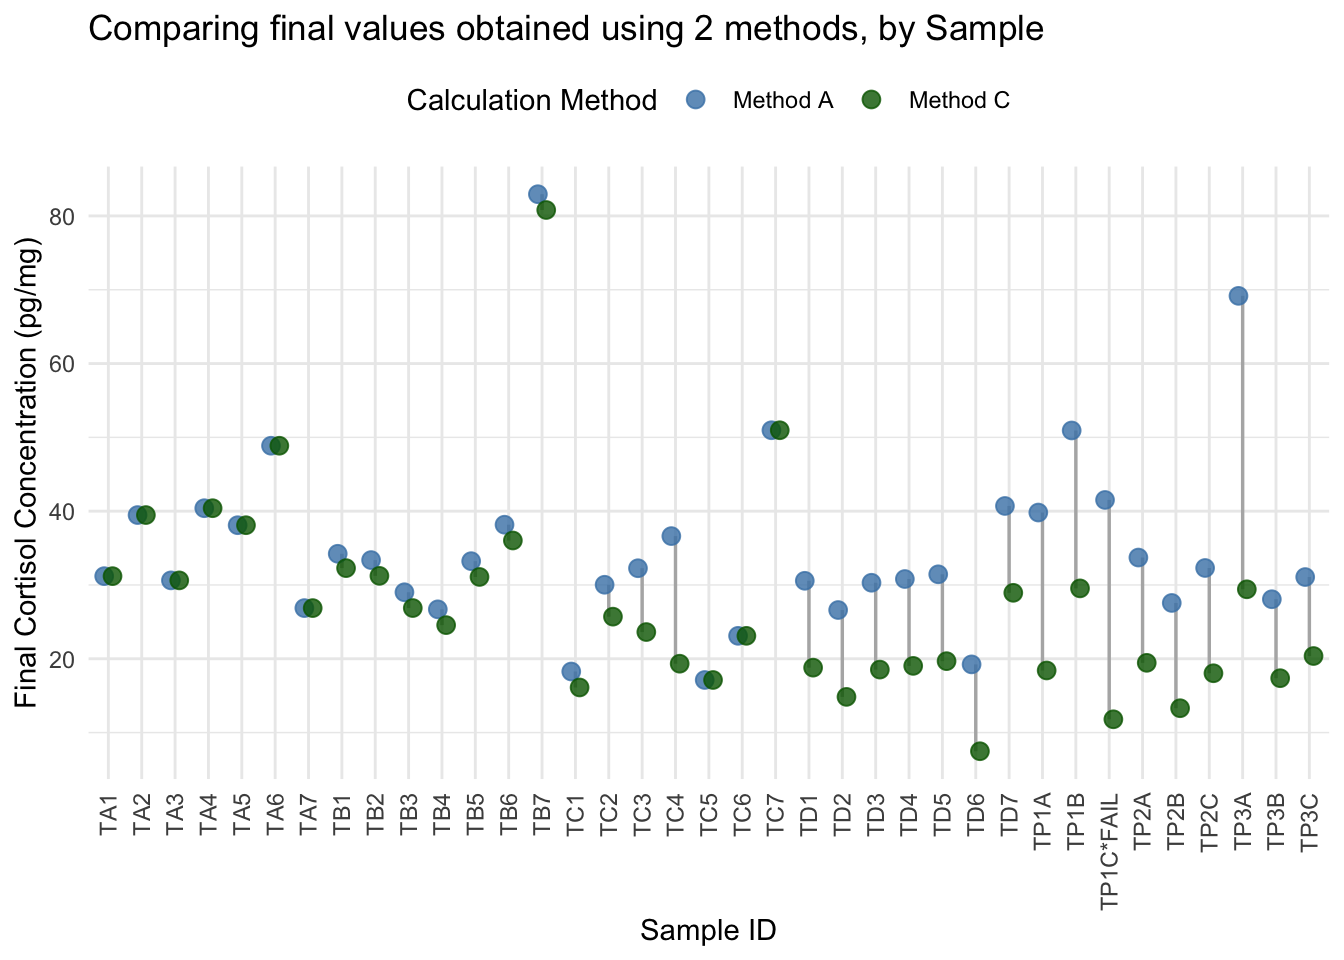 Comparing final values obtained using 2 methods, by Sample
Calculation Method Method A Method C
Final Cortisol Concentration (pg/mg)
80
60
40
20
TA1 TA2 TA3 TA4 TA5 TA6 TA7 TB1 TB2 TB3 TB4 TB5 TB6 TB7 TC1 TC2 TC3 TC4 TC5 TC6 TC7 TD1 TD2 TD3 TD4 TD5 TD6 TD7 TP1A TP1B TP1C*FAIL TP2A TP2B TP2C TP3A TP3B TP3C
Sample ID